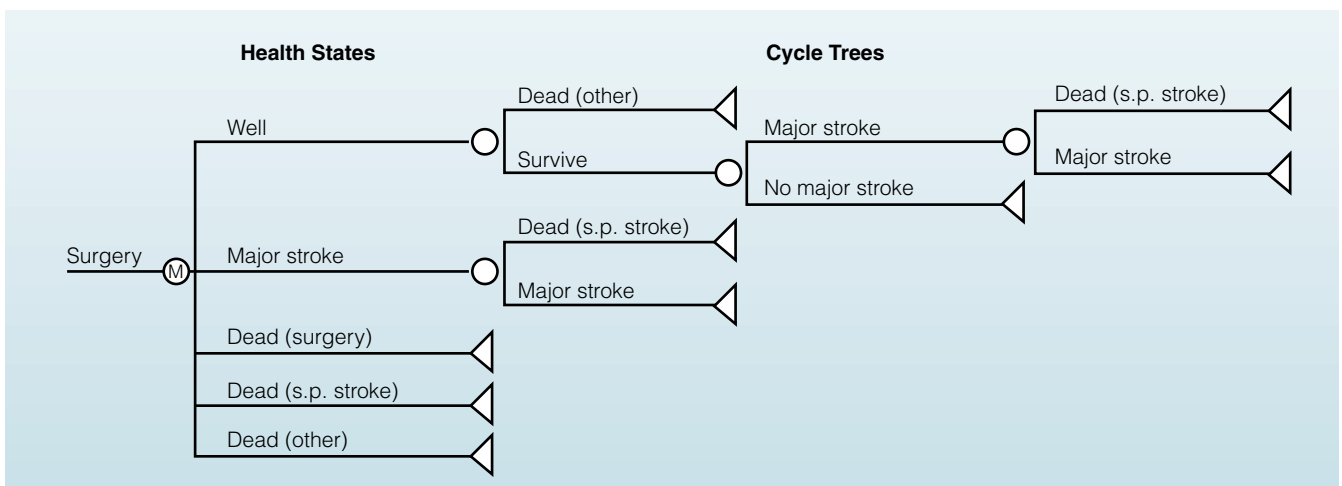 Health States
Cycle Trees
Dead (other)
Dead (s.p. stroke)
Well
Major stroke
Survive
Major stroke
No major stroke
Dead (s.p. stroke)
Surgery
M
Major stroke
Major stroke
Dead (surgery)
Dead (s.p. stroke)
Dead (other)